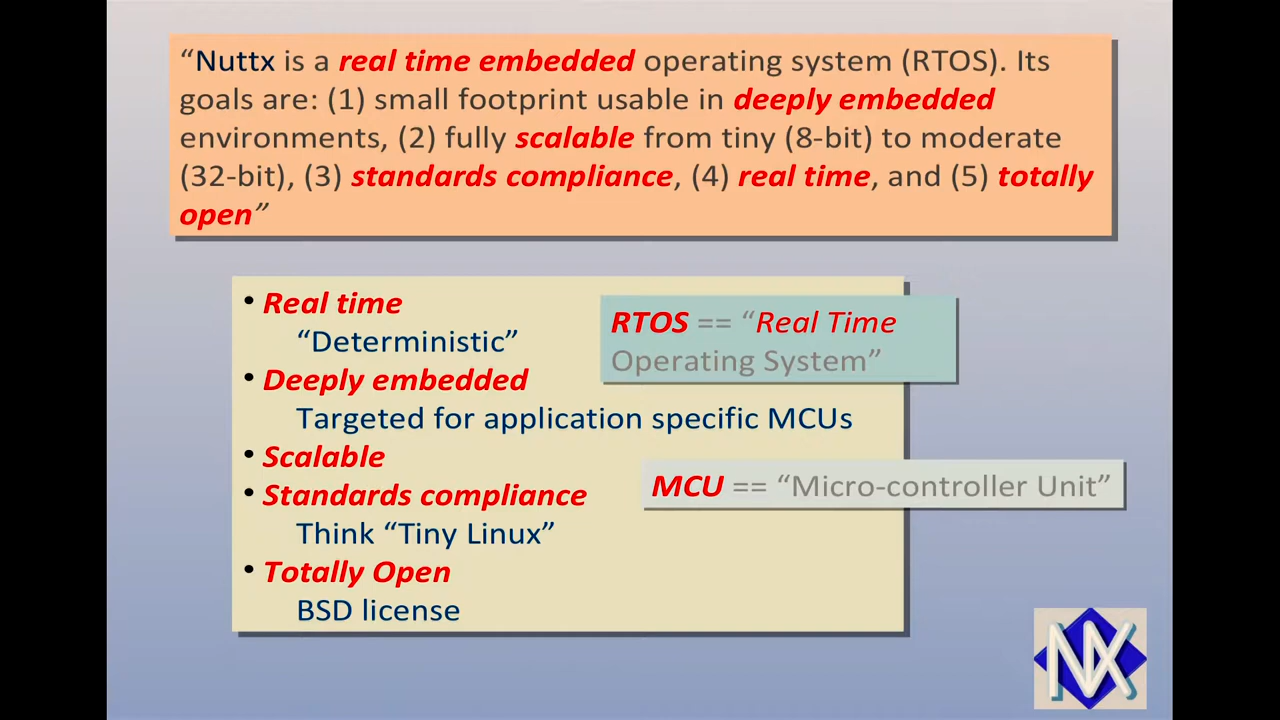 “Nuttx is a real time embedded operating system (RTOS). Its
goals are: (1) small footprint usable in deeply embedded
environments, (2) fully scalable from tiny (8-bit) to moderate
(32-bit), (3) standards compliance, (4) real time, and (5) totally
open”
• Real time
“Deterministic”
RTOS == “Real Time
Operating System”
• Deeply embedded
Targeted for application specific MCUs
• Scalable
MCU == “Micro-controller Unit”
• Standards compliance
Think “Tiny Linux”
• Totally Open
BSD license
NX